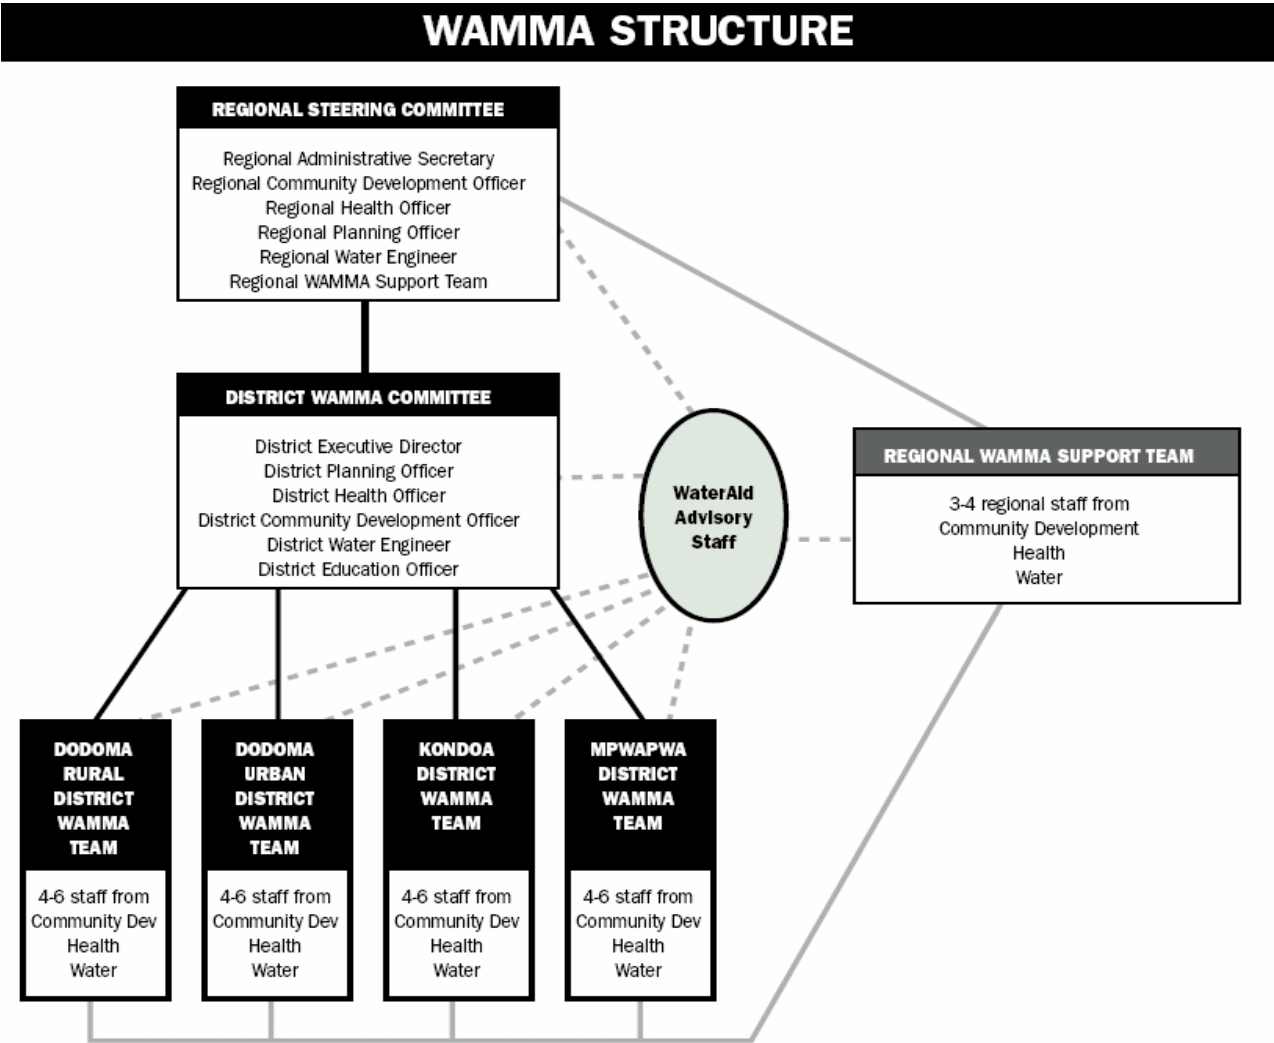 WAMMA STRUCTURE
REGIONAL STEERING COMMITTEE
Regional Administrative Secretary
Regional Community Development Officer
Regional Health Officer
Regional Planning Officer
Regional Water Engineer
Regional WAMMA Support Team
DISTRICT WAMMA COMMITTEE
District Executive Director
District Planning Officer
District Health Officer
District Community Development Officer
District Water Engineer
District Education Officer
WaterAid
Advisory
Staff
REGIONAL WAMMA SUPPORT TEAM
3-4 regional staff from
Community Development
Health
Water
DODOMA
RURAL
DISTRICT
WAMMA
TEAM
4-6 staff from
Community Dev
Health
Water
DODOMA
URBAN
DISTRICT
WAMMA
TEAM
4-6 staff from
Community Dev
Health
Water
KONDOA
DISTRICT
WAMMA
TEAM
4-6 staff from
Community Dev
Health
Water
MPWAPWA
DISTRICT
WAMMA
TEAM
4-6 staff from
Community Dev
Health
Water